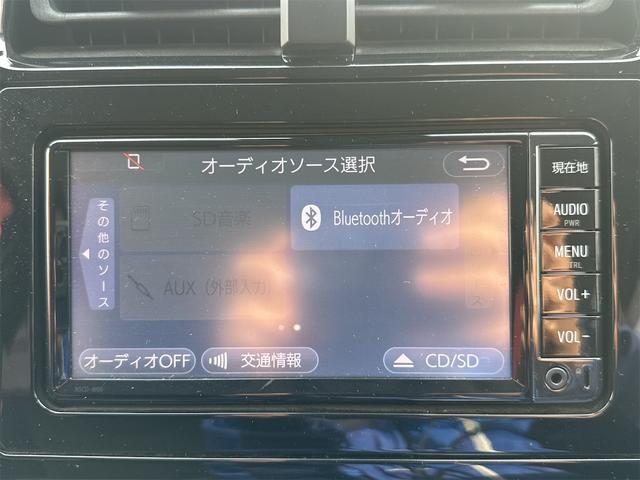 オーディオソース選択
その他のソース
SD音楽
Bluetoothオーディオ
AUX（外部入力）
オーディオOFF
交通情報
CD/SD
現在地
AUDIO
PWR
MENU
VOL+
VOL-